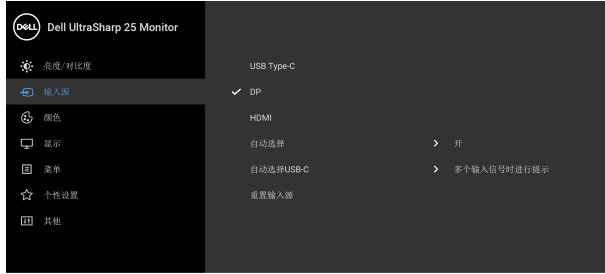 DELL Dell UltraSharp 25 Monitor
亮度/对比度
USB Type-C
输入源
DP
颜色
HDMI
显示
自动选择
开
菜单
自动选择USB-C
多个输入信号时进行提示
个性设置
重置输入源
其他